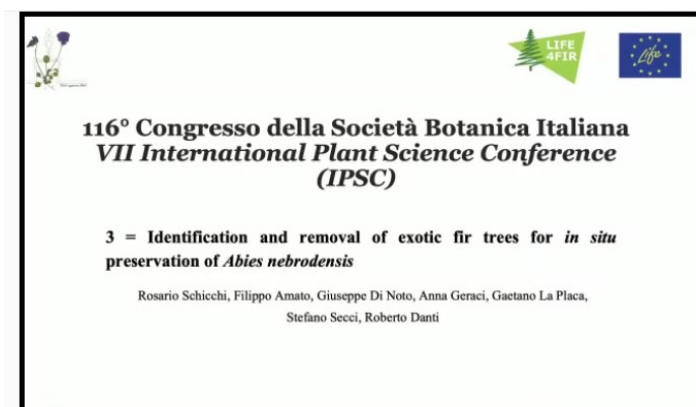 LIFE
4FIR
Life
116° Congresso della Società Botanica Italiana
VII International Plant Science Conference
(IPSC)
3 = Identification and removal of exotic fir trees for in situ
preservation of Abies nebrodensis
Rosario Schicchi, Filippo Amato, Giuseppe Di Noto, Anna Geraci, Gaetano La Placa,
Stefano Secci, Roberto Danti